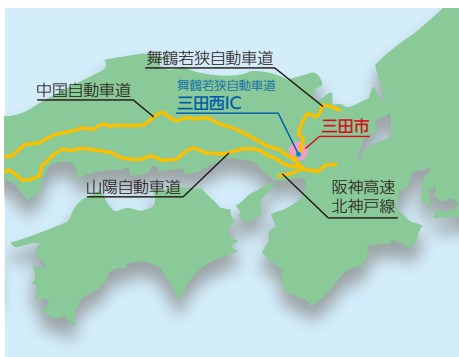 舞鶴若狭自動車道
中国自動車道
舞鶴若狭自動車道
三田西IC
三田市
山陽自動車道
阪神高速
北神戸線